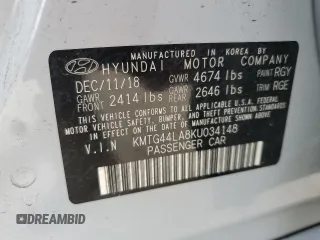 MANUFACTURED IN KOREA BY
HYUNDAI MOTOR COMPANY
DEC/11/18 GVWR 4674 lbs PAINT RGY
GAWR FRONT 2414 lbs GAWR REAR 2646 lbs TRIM RGE
THIS VEHICLE CONFORMS TO ALL APPLICABLE
FEDERAL MOTOR VEHICLE SAFETY, BUMPER,
AND THEFT PREVENTION STANDARDS
IN EFFECT ON THE DATE OF
MANUFACTURE SHOWN ABOVE.
V.I.N KMTG44LA8KU034148
PASSENGER CAR
© CARBIDHISTORY